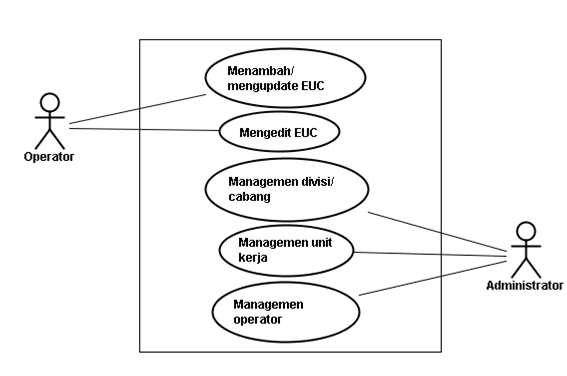 Menambah/
mengupdate EUC
Mengedit EUC
Operator
Managemen divisi/
cabang
Managemen unit
kerja
Administrator
Managemen
operator